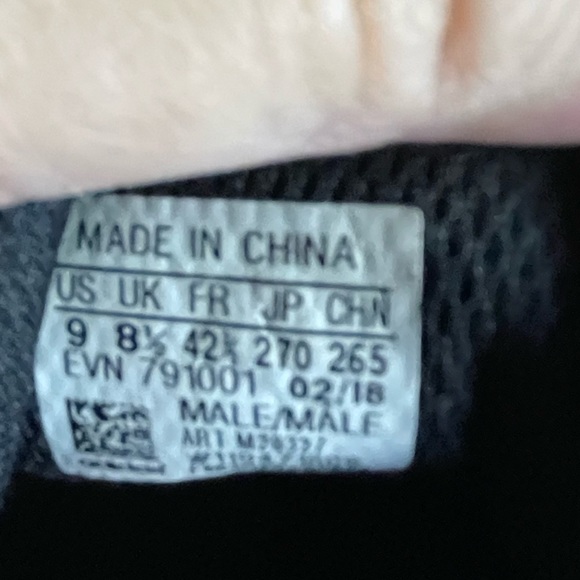 MADE IN CHINA
US UK FR JP CHN
9 8½ 42⅔ 270 265
EVN 791001 02/18
MALE/MALE
ART